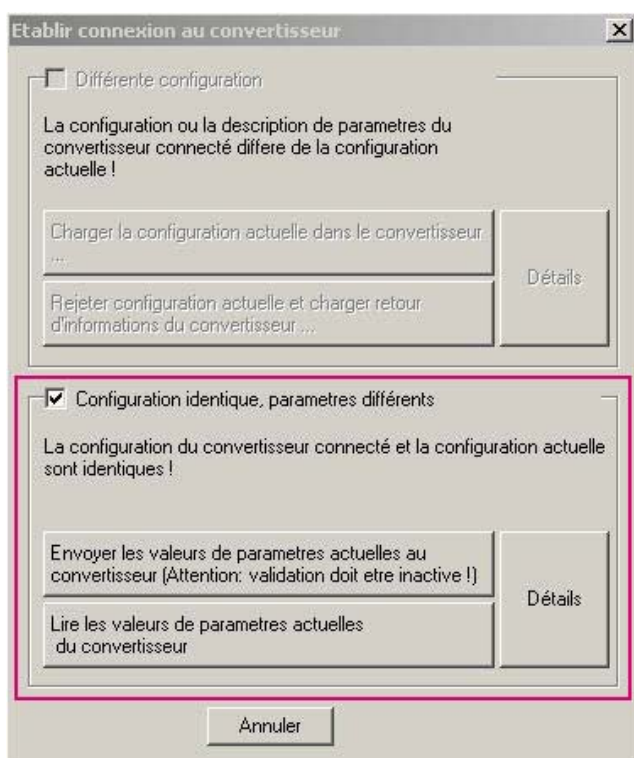 Etablir connexion au convertisseur
Différente configuration
La configuration ou la description de parametres du
convertisseur connecté differe de la configuration
actuelle !
Charger la configuration actuelle dans le convertisseur
...
Rejeter configuration actuelle et charger retour
d'informations du convertisseur ...
Détails
Configuration identique, parametres différents
La configuration du convertisseur connecté et la configuration actuelle
sont identiques !
Envoyer les valeurs de parametres actuelles au
convertisseur (Attention: validation doit etre inactive !)
Lire les valeurs de parametres actuelles
du convertisseur
Détails
Annuler